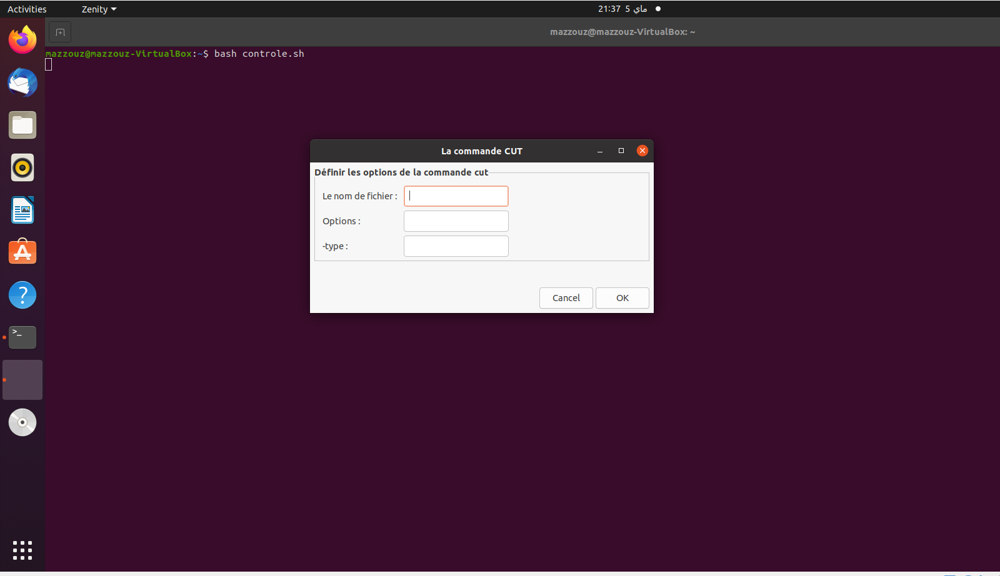 Activities
Zenity
21:37 5 ماي
mazzouz@mazzouz-VirtualBox: ~
mazzouz@mazzouz-VirtualBox:~$ bash controle.sh
La commande CUT
Définir les options de la commande cut
Le nom de fichier :
Options :
-type :
Cancel
OK